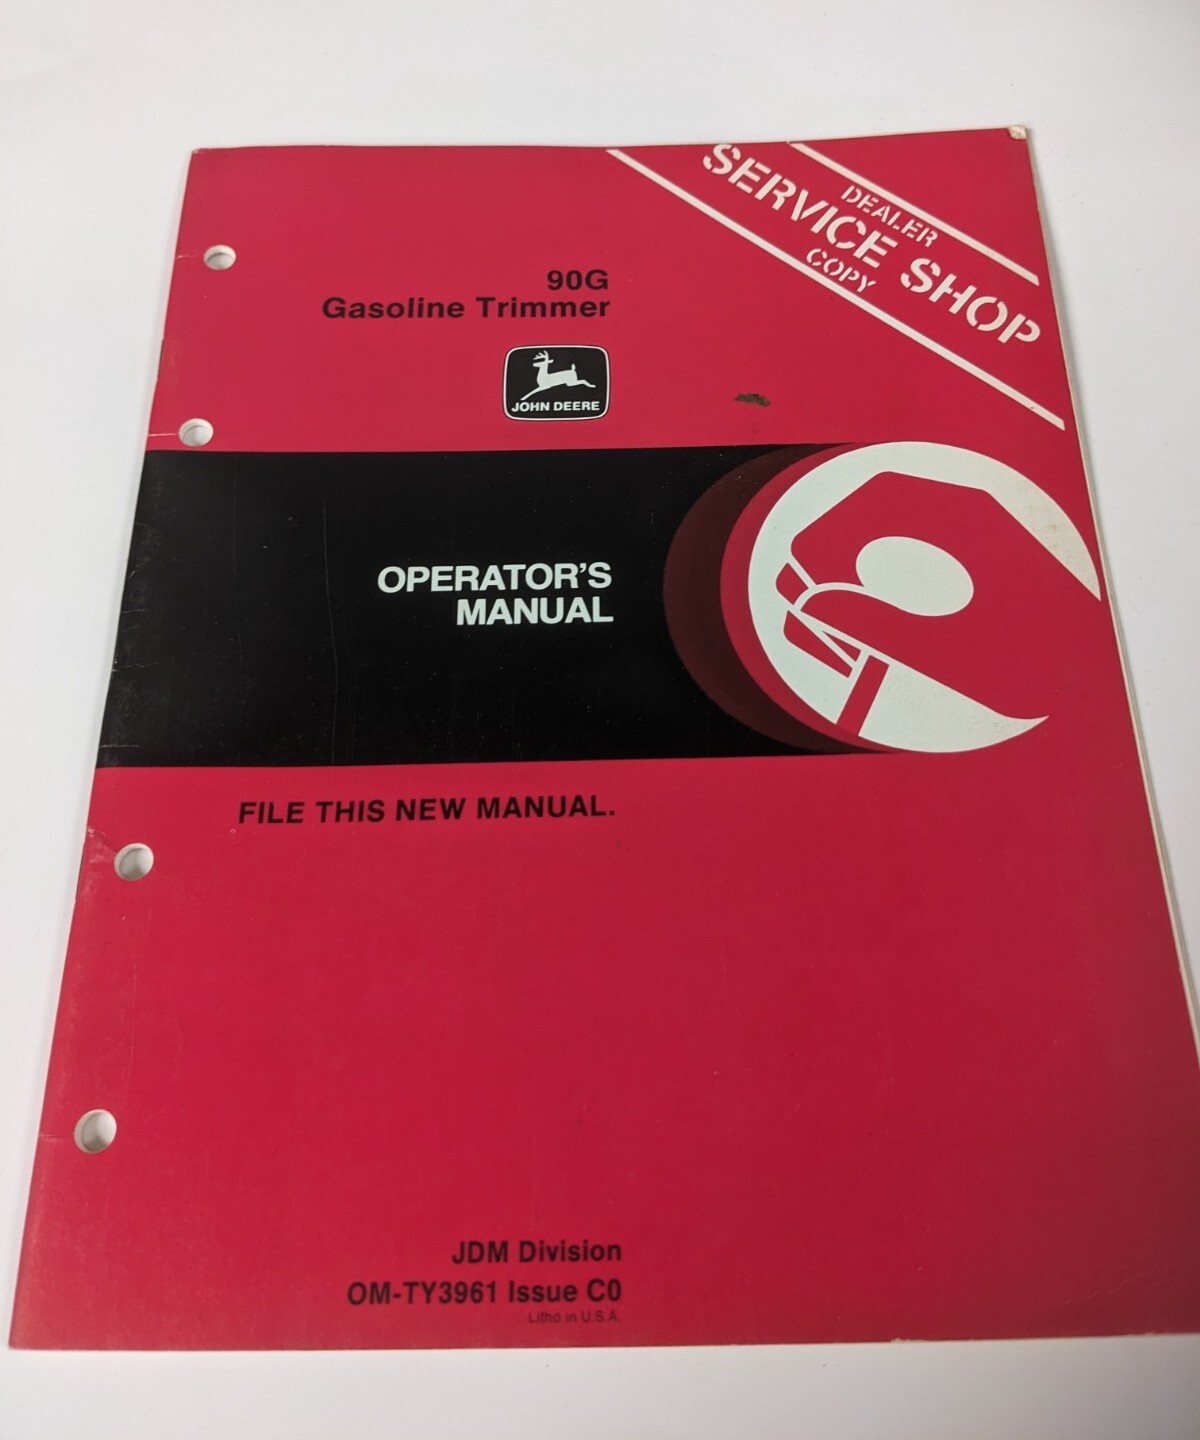 DEALER
SERVICE SHOP
COPY
90G
Gasoline Trimmer
JOHN DEERE
OPERATOR'S
MANUAL
FILE THIS NEW MANUAL.
JDM Division
OM-TY3961 Issue C0
Litho in U.S.A.